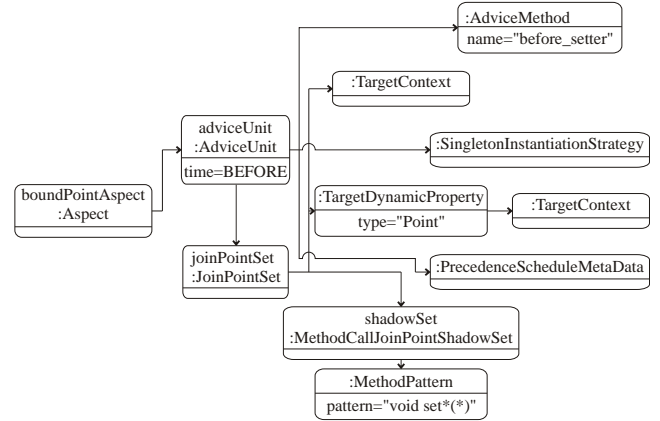 :AdviceMethod
name="before_setter"
:TargetContext
adviceUnit
:AdviceUnit
time=BEFORE
:SingletonInstantiationStrategy
boundPointAspect
:Aspect
:TargetDynamicProperty
type="Point"
:TargetContext
joinPointSet
:JoinPointSet
:PrecedenceScheduleMetaData
shadowSet
:MethodCallJoinPointShadowSet
:MethodPattern
pattern="void set*(*)"